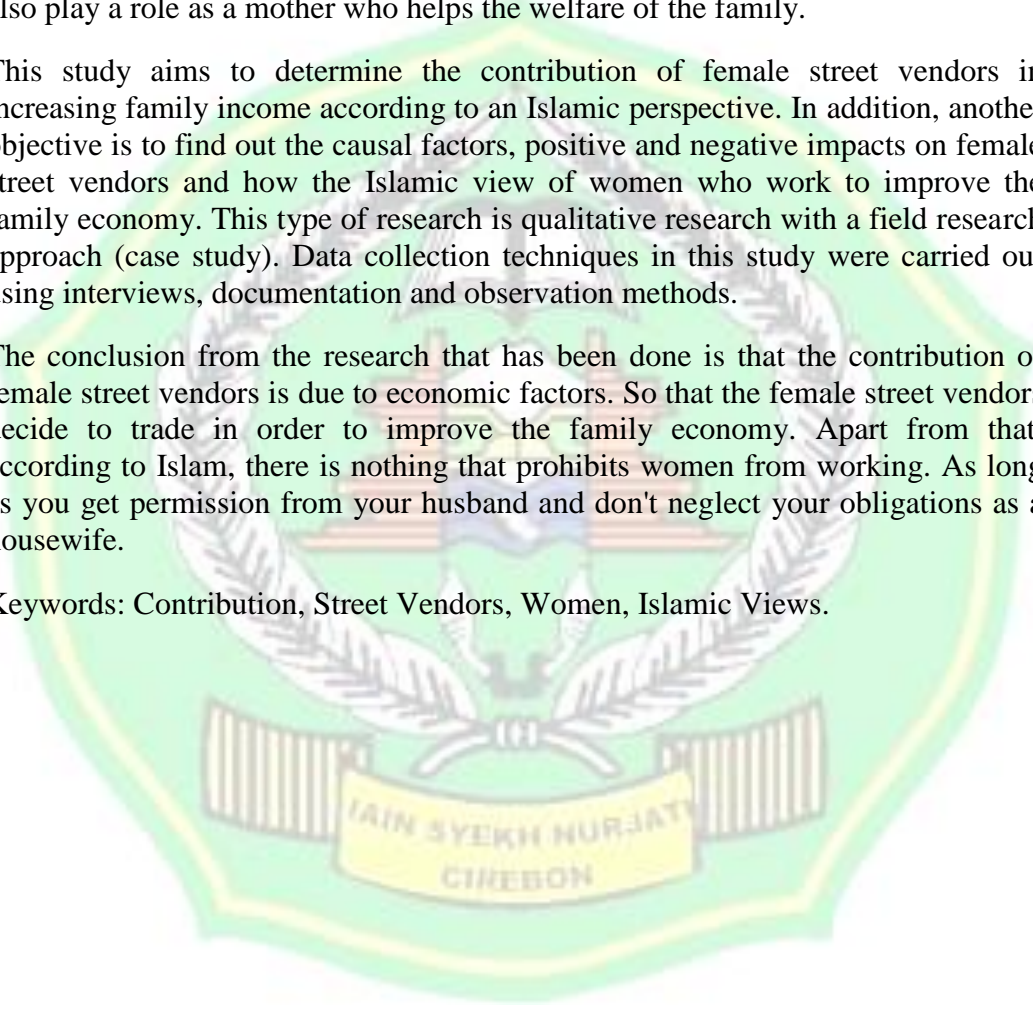 also play a role as a mother who helps the welfare of the family.
This study aims to determine the contribution of female street vendors in
increasing family income according to an Islamic perspective. In addition, another
objective is to find out the causal factors, positive and negative impacts on female
street vendors and how the Islamic view of women who work to improve the
family economy. This type of research is qualitative research with a field research
approach (case study). Data collection techniques in this study were carried out
using interviews, documentation and observation methods.
The conclusion from the research that has been done is that the contribution of
female street vendors is due to economic factors. So that the female street vendors
decide to trade in order to improve the family economy. Apart from that,
according to Islam, there is nothing that prohibits women from working. As long
as you get permission from your husband and don't neglect your obligations as a
housewife.
Keywords: Contribution, Street Vendors, Women, Islamic Views.
IAIN SYEKH NURJATI
CIREBON